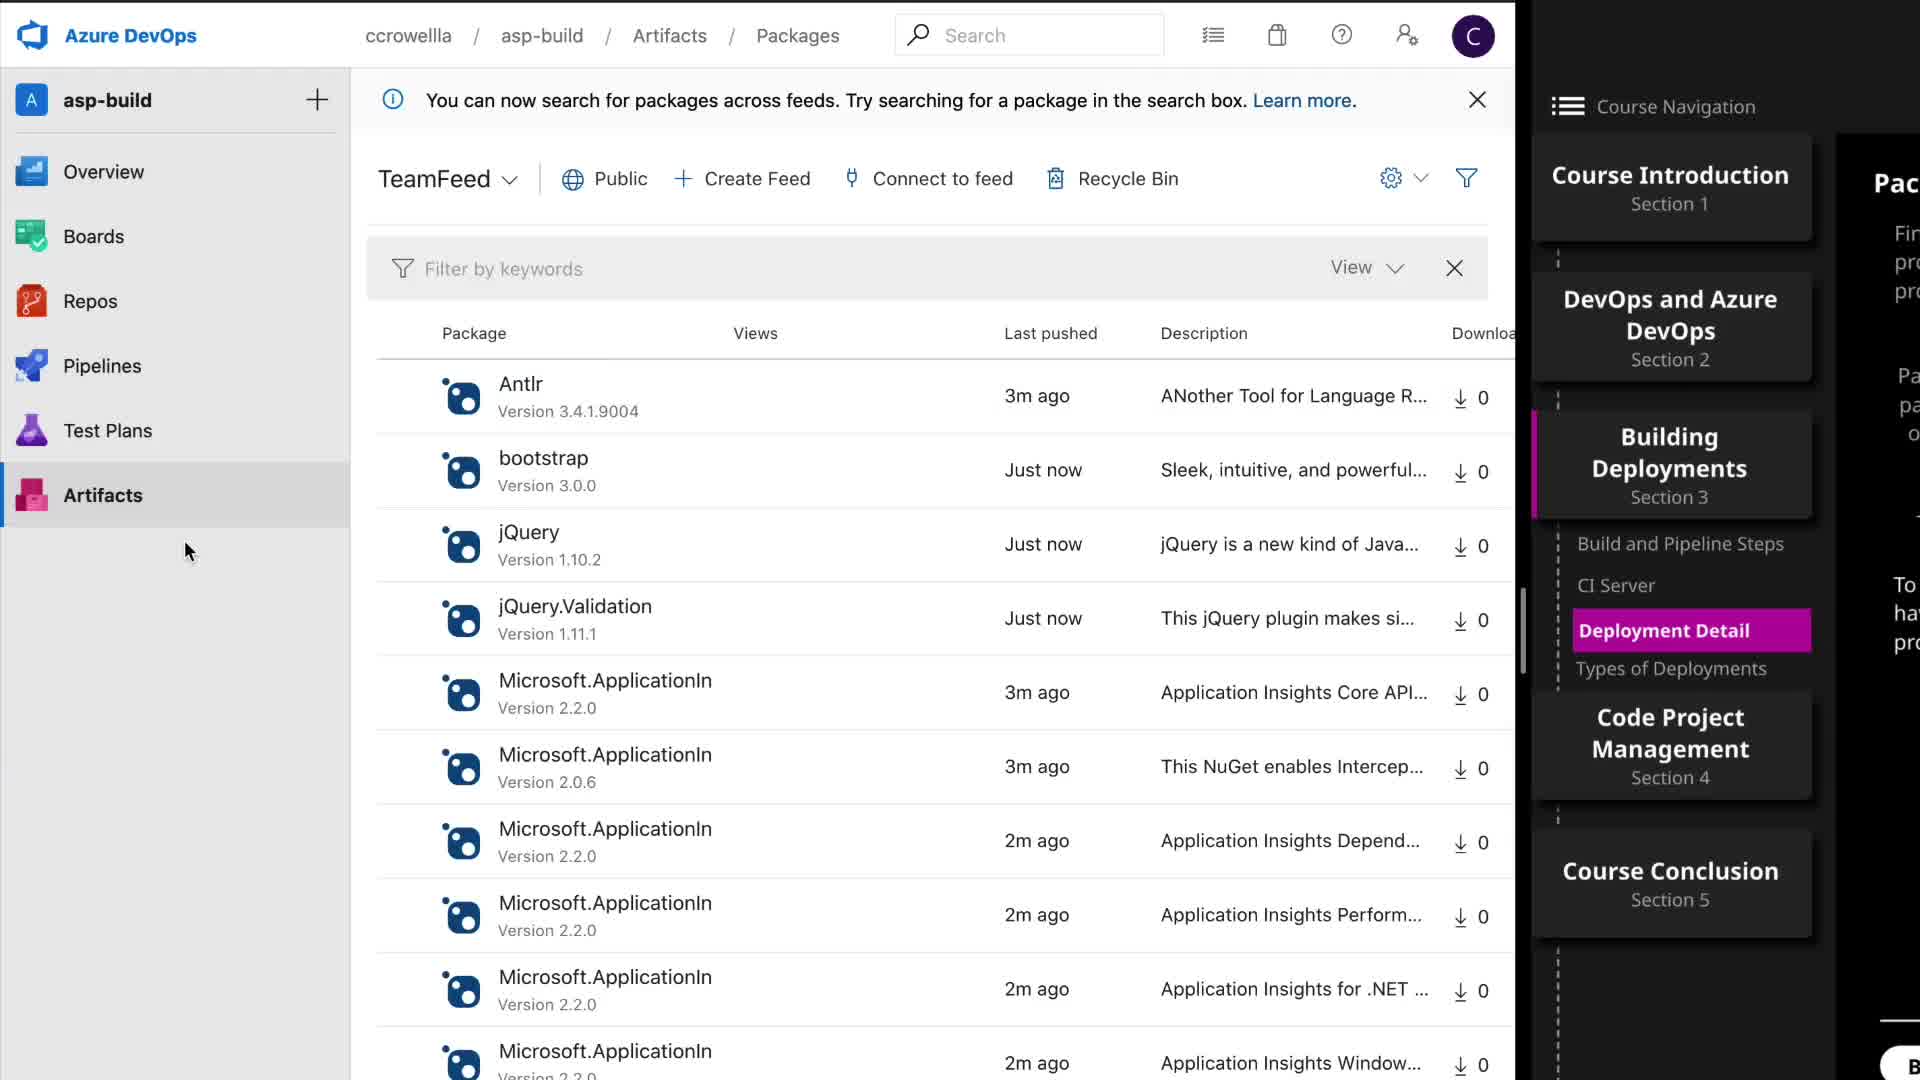 Azure DevOps
ccrowellla / asp-build / Artifacts / Packages
Search
C
A asp-build
Overview
Boards
Repos
Pipelines
Test Plans
Artifacts
You can now search for packages across feeds. Try searching for a package in the search box. Learn more.
TeamFeed
Public
Create Feed
Connect to feed
Recycle Bin
Filter by keywords
View
Package Views Last pushed Description Downloa
Antlr
Version 3.4.1.9004
3m ago
ANother Tool for Language R...
0
bootstrap
Version 3.0.0
Just now
Sleek, intuitive, and powerful...
0
jQuery
Version 1.10.2
Just now
jQuery is a new kind of Java...
0
jQuery.Validation
Version 1.11.1
Just now
This jQuery plugin makes si...
0
Microsoft.ApplicationIn
Version 2.2.0
3m ago
Application Insights Core API...
0
Microsoft.ApplicationIn
Version 2.0.6
3m ago
This NuGet enables Intercep...
0
Microsoft.ApplicationIn
Version 2.2.0
2m ago
Application Insights Depend...
0
Microsoft.ApplicationIn
Version 2.2.0
2m ago
Application Insights Perform...
0
Microsoft.ApplicationIn
Version 2.2.0
2m ago
Application Insights for .NET ...
0
Microsoft.ApplicationIn
Version 2.2.0
2m ago
Application Insights Window...
0
Course Navigation
Course Introduction
Section 1
DevOps and Azure
DevOps
Section 2
Building
Deployments
Section 3
Build and Pipeline Steps
CI Server
Deployment Detail
Types of Deployments
Code Project
Management
Section 4
Course Conclusion
Section 5
Pac
Fin
pro
pro
Pa
pa
o
To
hav
pro
B